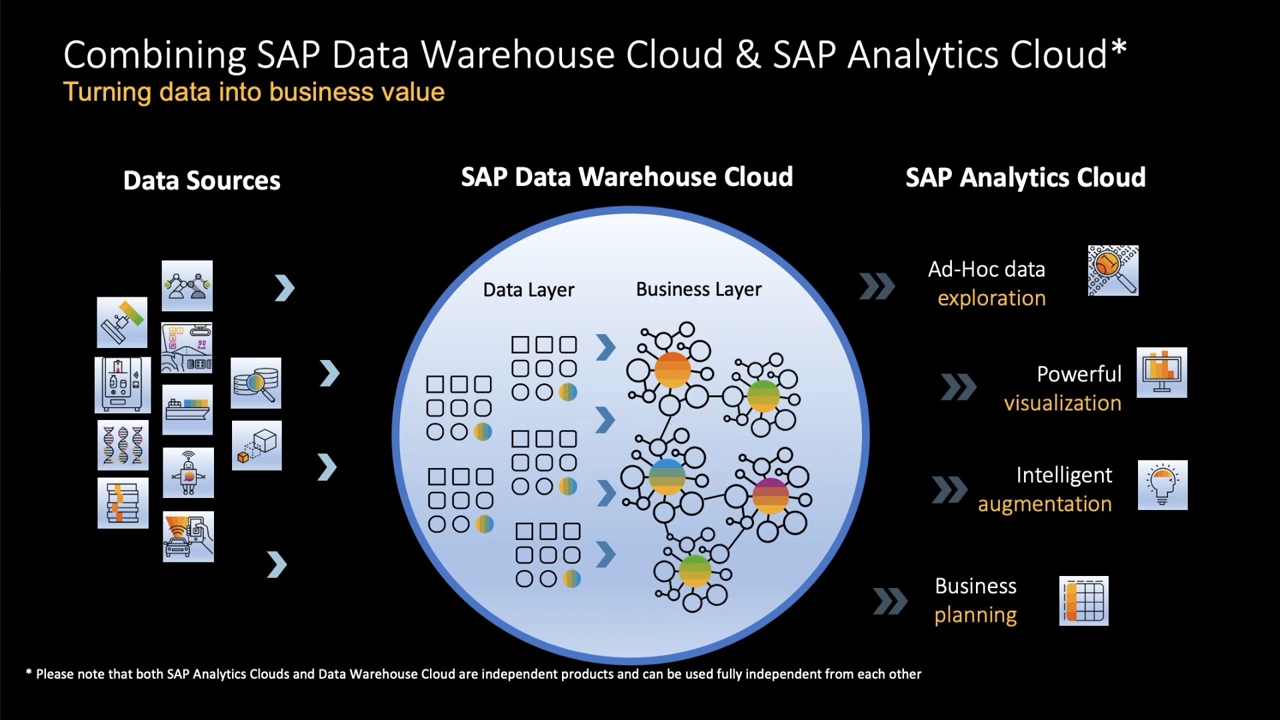 Combining SAP Data Warehouse Cloud & SAP Analytics Cloud*
Turning data into business value
Data Sources
SAP Data Warehouse Cloud
SAP Analytics Cloud
Data Layer
Business Layer
Ad-Hoc data
exploration
Powerful
visualization
Intelligent
augmentation
Business
planning
* Please note that both SAP Analytics Clouds and Data Warehouse Cloud are independent products and can be used fully independent from each other